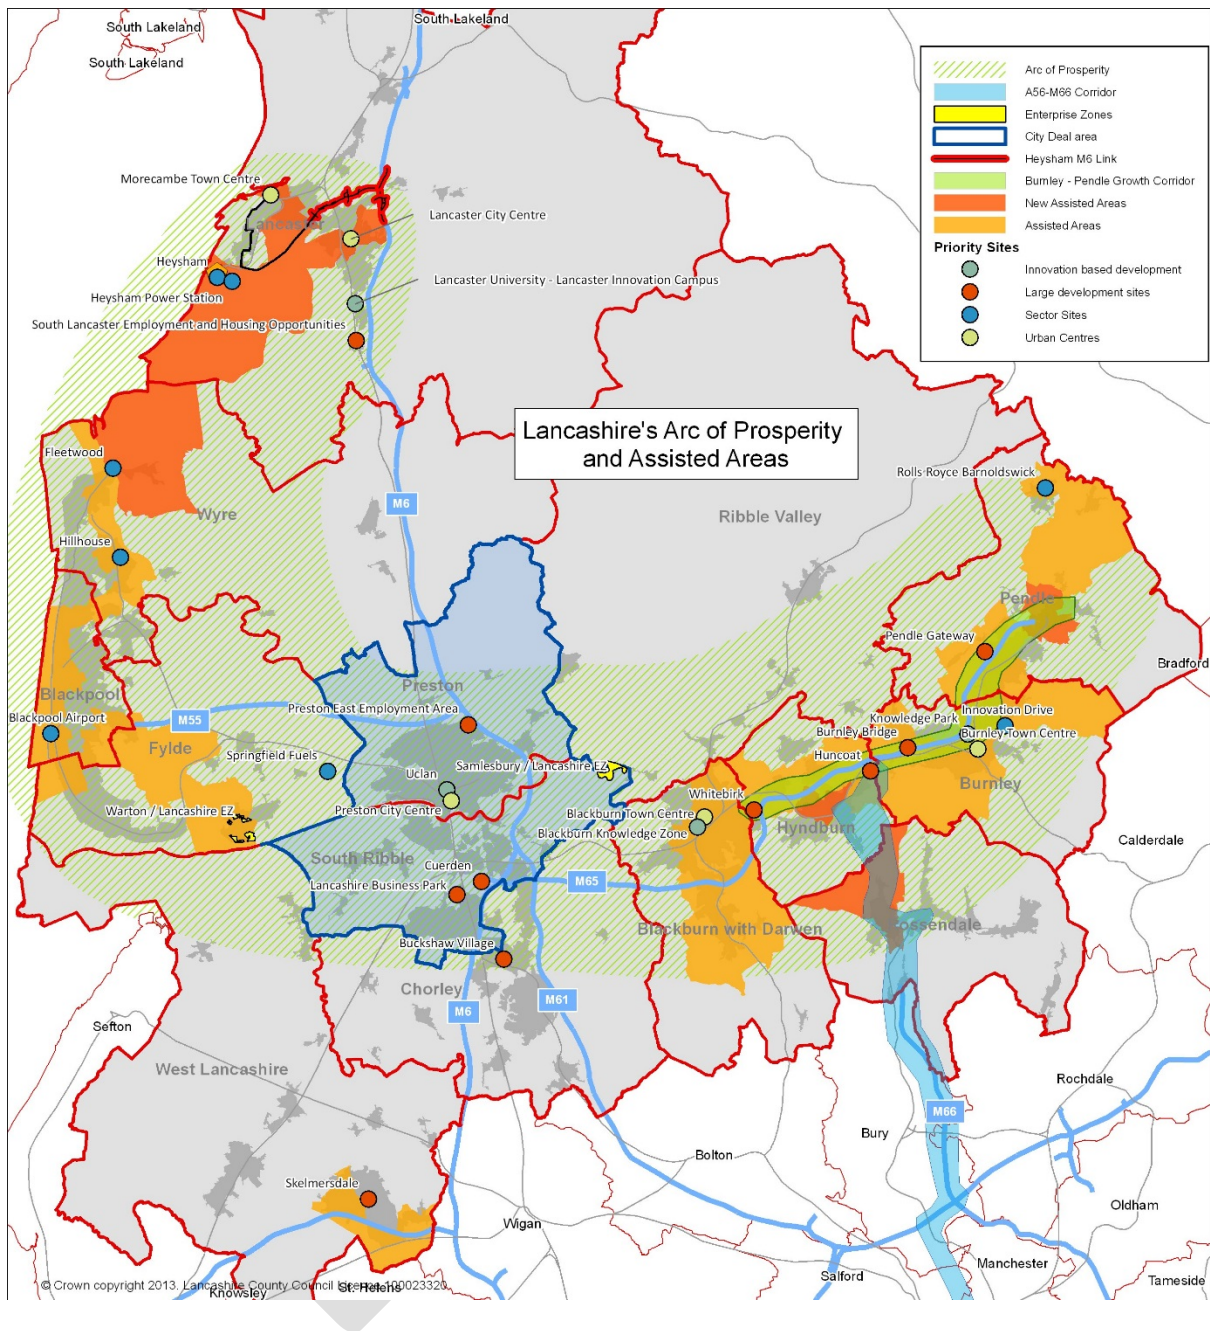 South Lakeland
South Lakeland
South Lakeland
Arc of Prosperity
A56-M66 Corridor
Enterprise Zones
City Deal area
Heysham M6 Link
Burnley - Pendle Growth Corridor
New Assisted Areas
Assisted Areas
Priority Sites
Innovation based development
Large development sites
Sector Sites
Urban Centres
Morecambe Town Centre
Lancaster
Lancaster City Centre
Heysham
Lancaster University - Lancaster Innovation Campus
Heysham Power Station
South Lancaster Employment and Housing Opportunities
Lancashire's Arc of Prosperity
and Assisted Areas
Fleetwood
Rolls Royce Barnoldswick
M6
Wyre
Ribble Valley
Hillhouse
Pendle
Pendle Gateway
Bradford
Preston
Blackpool
Preston East Employment Area
Knowledge Park
Innovation Drive
Blackpool Airport
M55
Burnley Bridge
Burnley Town Centre
Fylde
Springfield Fuels
Samlesbury / Lancashire EZ
Huncoat
Uclan
Burnley
Whitebirk
Warton / Lancashire EZ
Preston City Centre
Blackburn Town Centre
Hyndburn
Blackburn Knowledge Zone
Calderdale
South Ribble
Cuerden
M65
Lancashire Business Park
Blackburn with Darwen
ossendale
Buckshaw Village
Chorley
M61
M6
Sefton
West Lancashire
Rochdale
M66
Bury
Bolton
Skelmersdale
Oldham
Wigan
Manchester
Salford
Tameside
© Crown copyright 2013. Lancashire County Council Licence 100023320
Knowsley
St. Helens